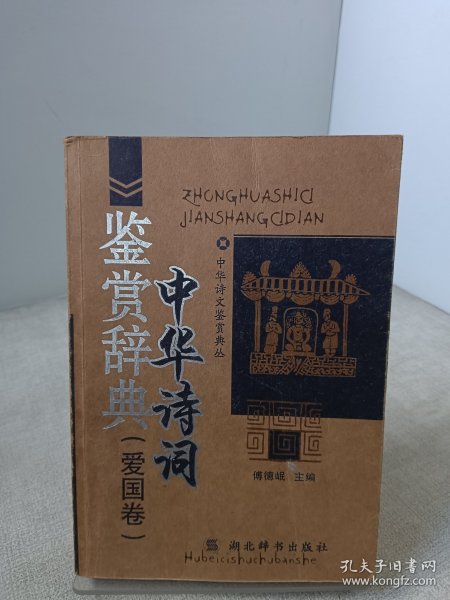 ZHONGHUASHICI
JIANSHANGCIDIAN
中华诗文鉴赏典丛
中华诗词
鉴赏辞典
(爱国卷)
傅德岷 主编
湖北辞书出版社
Hubeicishuchubanshe
孔夫子旧书网
www.kongfz.com